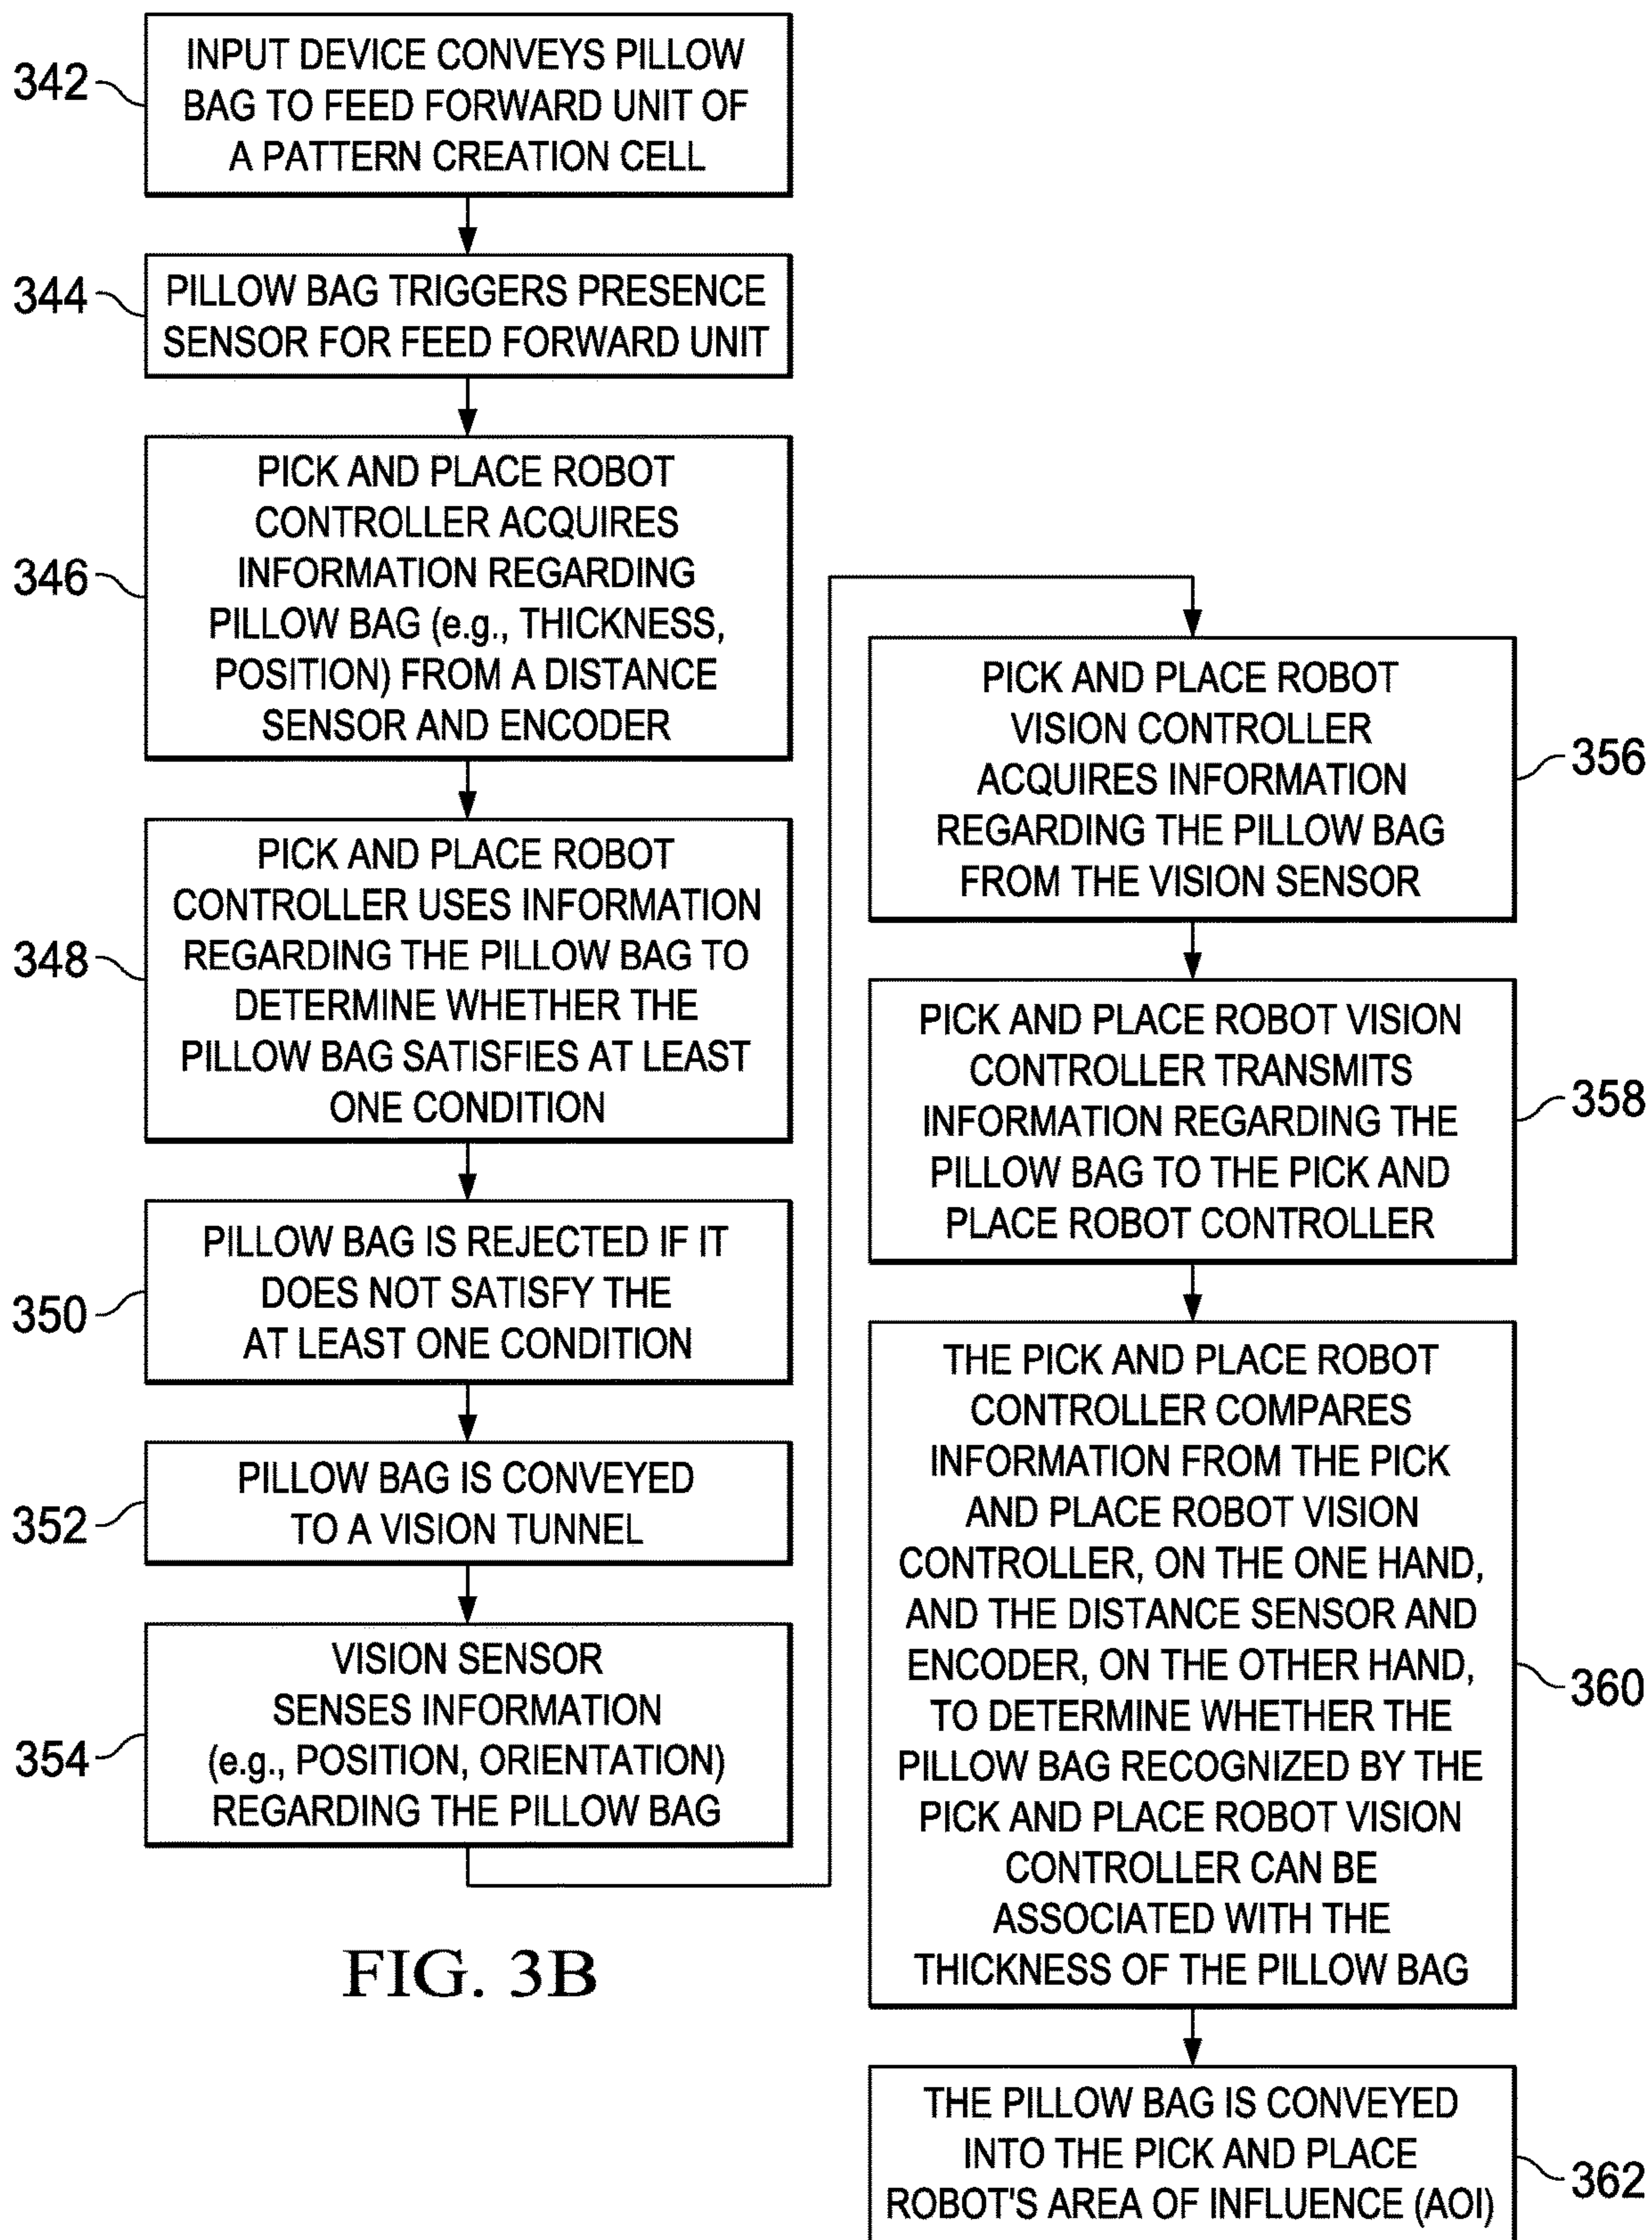 342
INPUT DEVICE CONVEYS PILLOW
BAG TO FEED FORWARD UNIT OF
A PATTERN CREATION CELL
344
PILLOW BAG TRIGGERS PRESENCE
SENSOR FOR FEED FORWARD UNIT
346
PICK AND PLACE ROBOT
CONTROLLER ACQUIRES
INFORMATION REGARDING
PILLOW BAG (e.g., THICKNESS,
POSITION) FROM A DISTANCE
SENSOR AND ENCODER
348
PICK AND PLACE ROBOT
CONTROLLER USES INFORMATION
REGARDING THE PILLOW BAG TO
DETERMINE WHETHER THE
PILLOW BAG SATISFIES AT LEAST
ONE CONDITION
350
PILLOW BAG IS REJECTED IF IT
DOES NOT SATISFY THE
AT LEAST ONE CONDITION
352
PILLOW BAG IS CONVEYED
TO A VISION TUNNEL
354
VISION SENSOR
SENSES INFORMATION
(e.g., POSITION, ORIENTATION)
REGARDING THE PILLOW BAG
356
PICK AND PLACE ROBOT
VISION CONTROLLER
ACQUIRES INFORMATION
REGARDING THE PILLOW BAG
FROM THE VISION SENSOR
358
PICK AND PLACE ROBOT VISION
CONTROLLER TRANSMITS
INFORMATION REGARDING THE
PILLOW BAG TO THE PICK AND
PLACE ROBOT CONTROLLER
360
THE PICK AND PLACE ROBOT
CONTROLLER COMPARES
INFORMATION FROM THE PICK
AND PLACE ROBOT VISION
CONTROLLER, ON THE ONE HAND,
AND THE DISTANCE SENSOR AND
ENCODER, ON THE OTHER HAND,
TO DETERMINE WHETHER THE
PILLOW BAG RECOGNIZED BY THE
PICK AND PLACE ROBOT VISION
CONTROLLER CAN BE
ASSOCIATED WITH THE
THICKNESS OF THE PILLOW BAG
362
THE PILLOW BAG IS CONVEYED
INTO THE PICK AND PLACE
ROBOT'S AREA OF INFLUENCE (AOI)
FIG. 3B